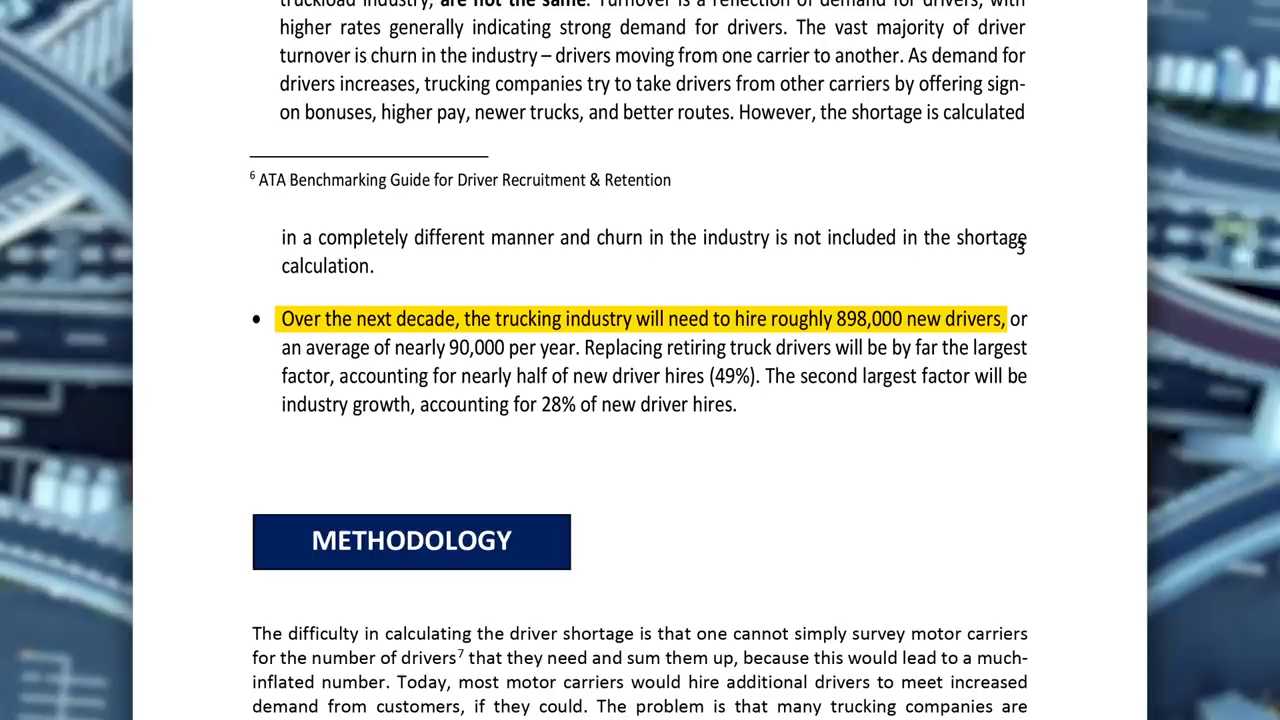 truckload industry, are not the same. Turnover is a reflection of demand for drivers, with
higher rates generally indicating strong demand for drivers. The vast majority of driver
turnover is churn in the industry – drivers moving from one carrier to another. As demand for
drivers increases, trucking companies try to take drivers from other carriers by offering sign-
on bonuses, higher pay, newer trucks, and better routes. However, the shortage is calculated
6 ATA Benchmarking Guide for Driver Recruitment & Retention
in a completely different manner and churn in the industry is not included in the shortage
3
calculation.
• Over the next decade, the trucking industry will need to hire roughly 898,000 new drivers, or
an average of nearly 90,000 per year. Replacing retiring truck drivers will be by far the largest
factor, accounting for nearly half of new driver hires (49%). The second largest factor will be
industry growth, accounting for 28% of new driver hires.
METHODOLOGY
The difficulty in calculating the driver shortage is that one cannot simply survey motor carriers
for the number of drivers7 that they need and sum them up, because this would lead to a much-
inflated number. Today, most motor carriers would hire additional drivers to meet increased
demand from customers, if they could. The problem is that many trucking companies are